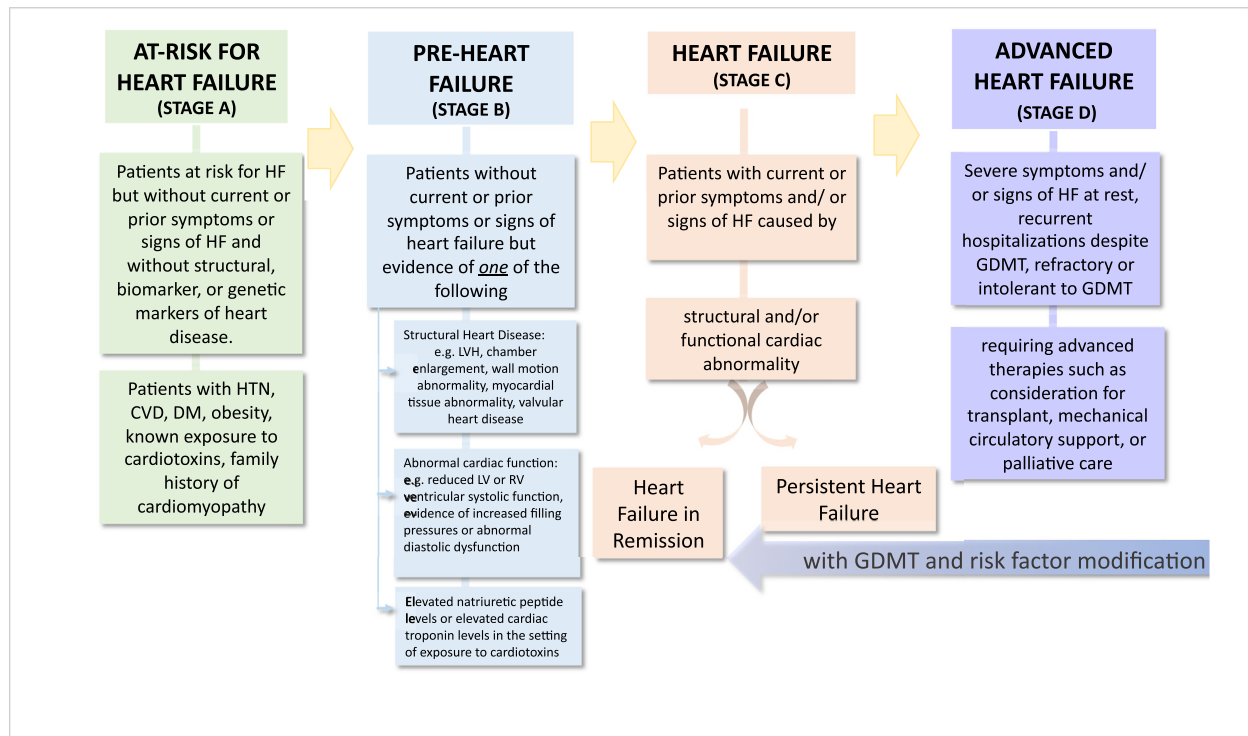 AT-RISK FOR
HEART FAILURE
(STAGE A)
Patients at risk for HF
but without current or
prior symptoms or
signs of HF and
without structural,
biomarker, or genetic
markers of heart
disease.
Patients with HTN,
CVD, DM, obesity,
known exposure to
cardiotoxins, family
history of
cardiomyopathy
PRE-HEART
FAILURE
(STAGE B)
Patients without
current or prior
symptoms or signs of
heart failure but
evidence of one of the
following
Structural Heart Disease:
e.g. LVH, chamber
enlargement, wall motion
abnormality, myocardial
tissue abnormality, valvular
heart disease
Abnormal cardiac function:
e.g. reduced LV or RV
ventricular systolic function,
evidence of increased filling
pressures or abnormal
diastolic dysfunction
Elevated natriuretic peptide
levels or elevated cardiac
troponin levels in the setting
of exposure to cardiotoxins
HEART FAILURE
(STAGE C)
Patients with current or
prior symptoms and/ or
signs of HF caused by
structural and/or
functional cardiac
abnormality
Heart
Failure in
Remission
Persistent Heart
Failure
with GDMT and risk factor modification
ADVANCED
HEART FAILURE
(STAGE D)
Severe symptoms and/
or signs of HF at rest,
recurrent
hospitalizations despite
GDMT, refractory or
intolerant to GDMT
requiring advanced
therapies such as
consideration for
transplant, mechanical
circulatory support, or
palliative care